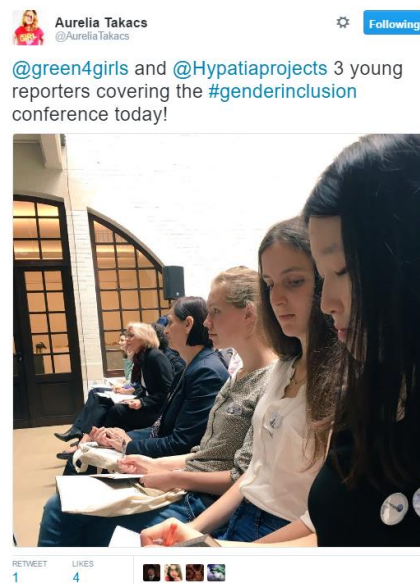 Aurelia Takacs
@AureliaTakacs
Following
@green4girls and @Hypatiaprojects 3 young
reporters covering the #genderinclusion
conference today!
RETWEET
LIKES
1
4